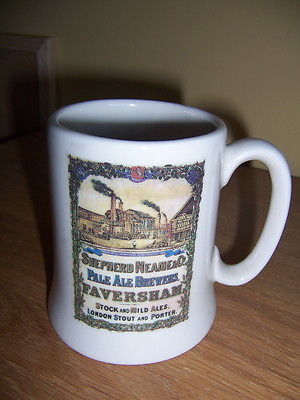 SHEPHERD NEAME & Co.
PALE ALE BREWERS,
FAVERSHAM.
STOCK AND MILD ALES.
LONDON STOUT AND PORTER.